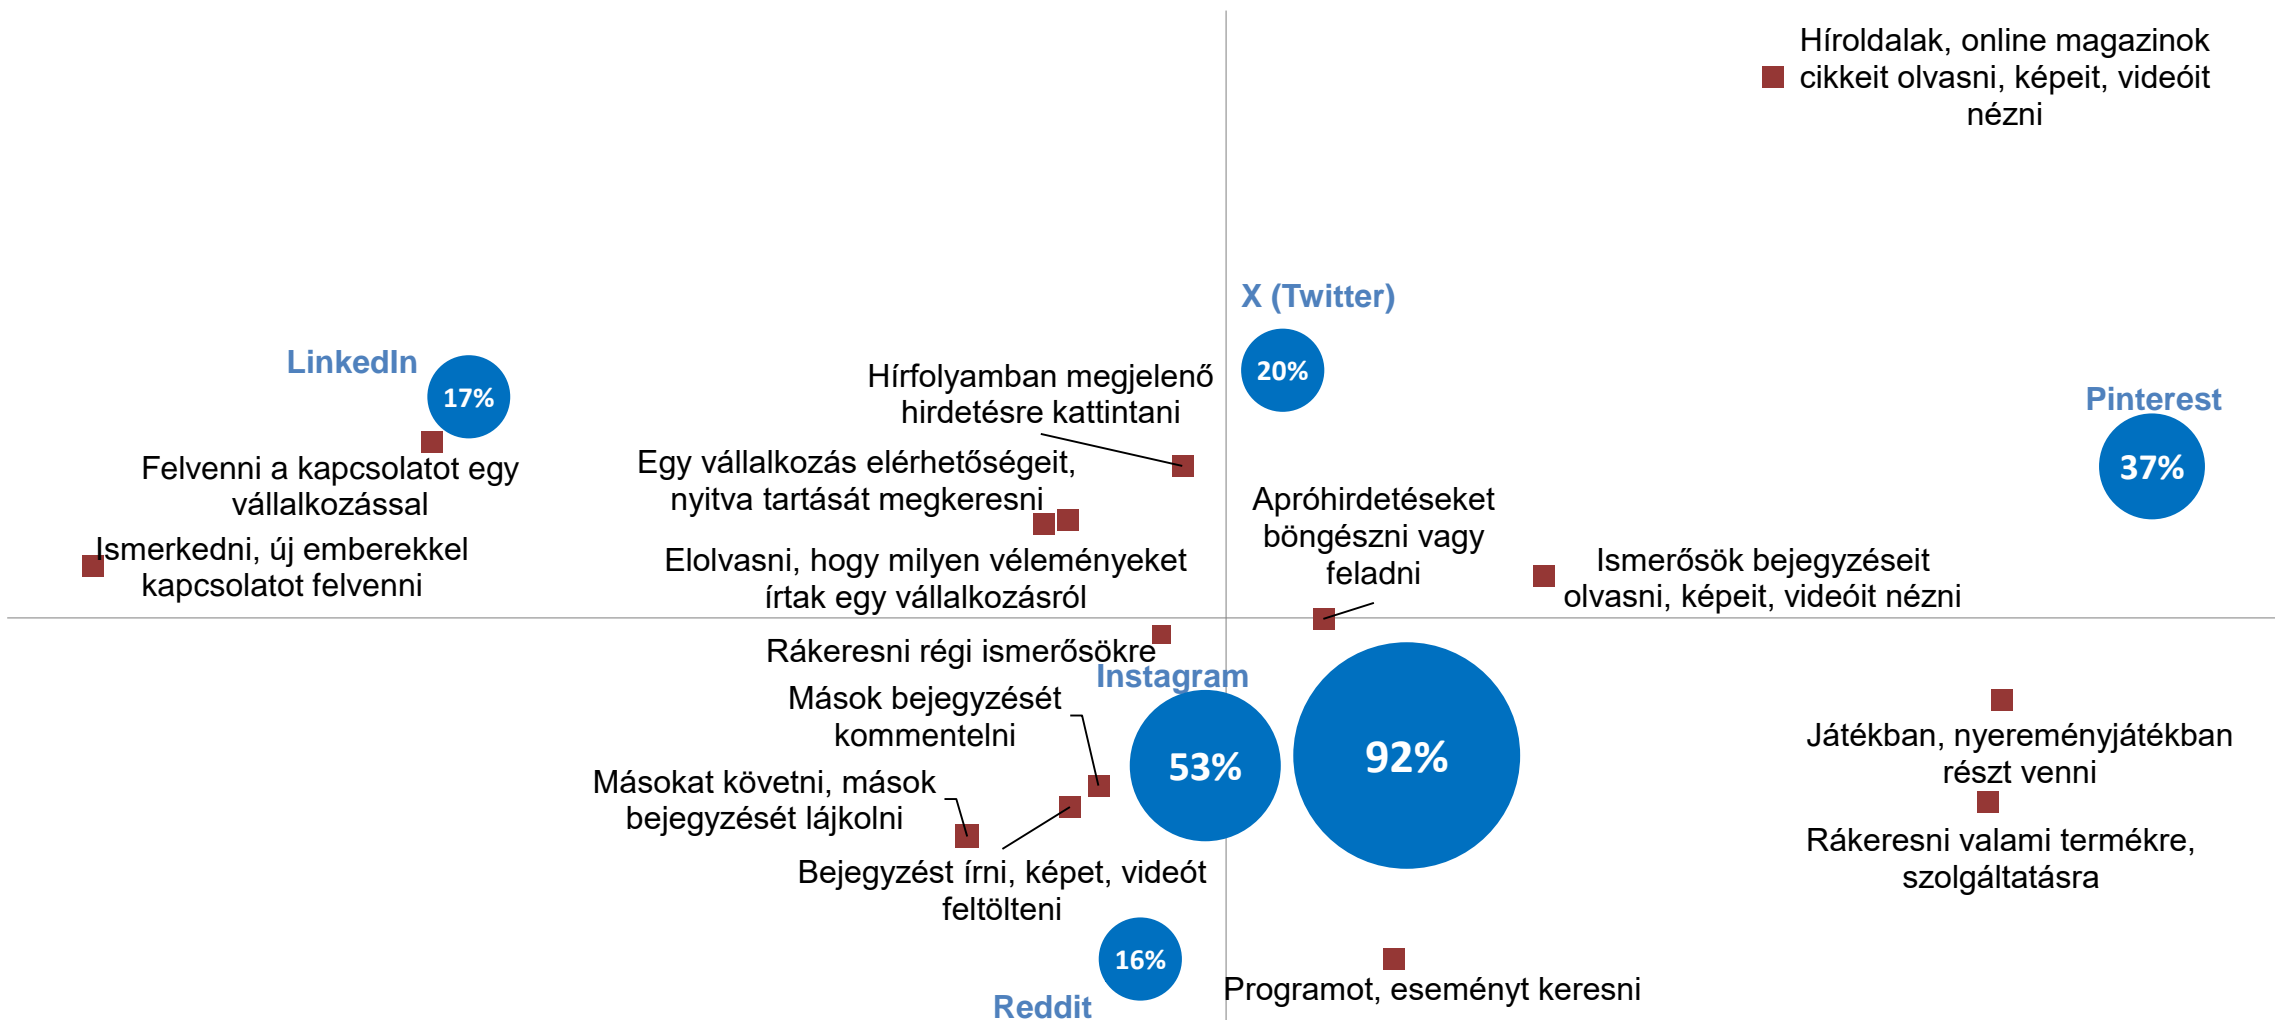 Híroldalak, online magazinok
cikkeit olvasni, képeit, videóit
nézni
X (Twitter)
20%
LinkedIn
17%
Hírfolyamban megjelenő
hirdetésre kattintani
Pinterest
37%
Felvenni a kapcsolatot egy
vállalkozással
Egy vállalkozás elérhetőségeit,
nyitva tartását megkeresni
Apróhirdetéseket
böngészni vagy
feladni
Ismerkedni, új emberekkel
kapcsolatot felvenni
Elolvasni, hogy milyen véleményeket
írtak egy vállalkozásról
Ismerősök bejegyzéseit
olvasni, képeit, videóit nézni
Rákeresni régi ismerősökre
Instagram
53%
92%
Mások bejegyzését
kommentelni
Játékban, nyereményjátékban
részt venni
Másokat követni, mások
bejegyzését lájkolni
Rákeresni valami termékre,
szolgáltatásra
Bejegyzést írni, képet, videót
feltölteni
16%
Reddit
Programot, eseményt keresni